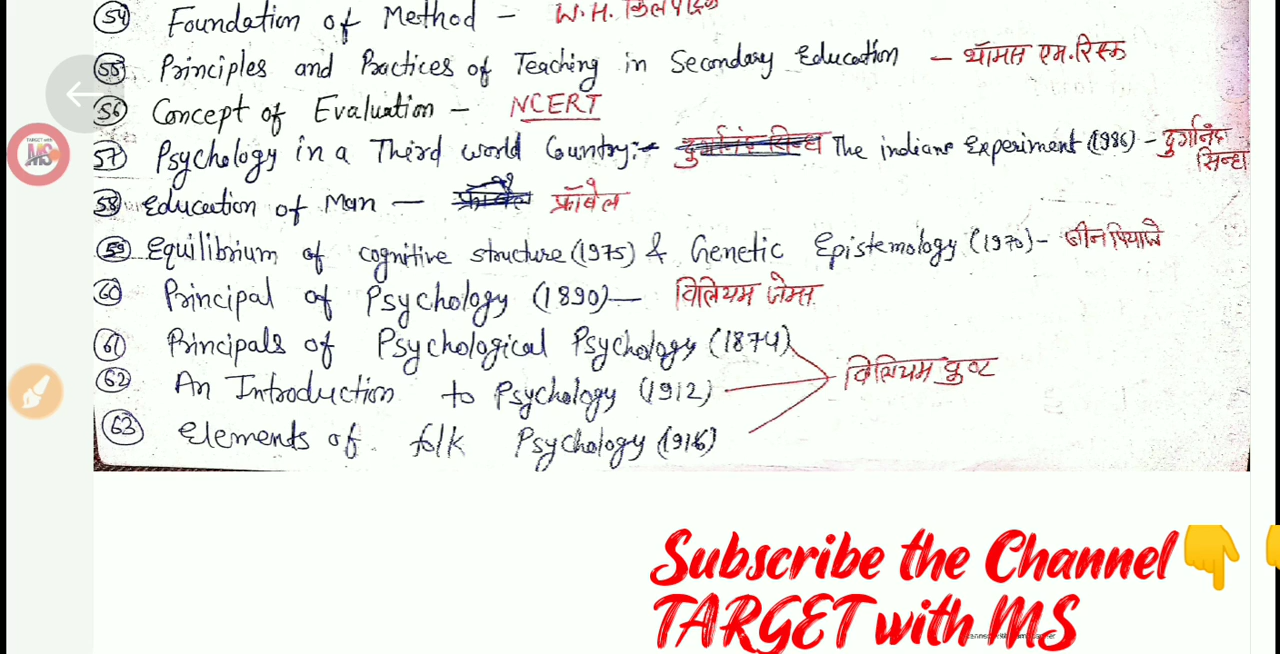 54 Foundation of Method - W.H. किलपैट्रिक
55 Principles and Practices of Teaching in Secondary Education - थॉमस एम. रिस्क
56 Concept of Evaluation - NCERT
57 Psychology in a Third world Country:- The indians Experiment (1986) - दुर्गानंद सिन्हा
58 Education of Man - फ्रॉबेल
59 Equilibrium of cognitive structure (1975) & Genetic Epistemology (1970) - जीन पियाजे
60 Principal of Psychology (1890) - विलियम जेम्स
61 Principals of Psychological Psychology (1874)
62 An Introduction to Psychology (1912) - विलियम वुण्ट
63 Elements of folk Psychology (1916)
Subscribe the Channel
TARGET with MS